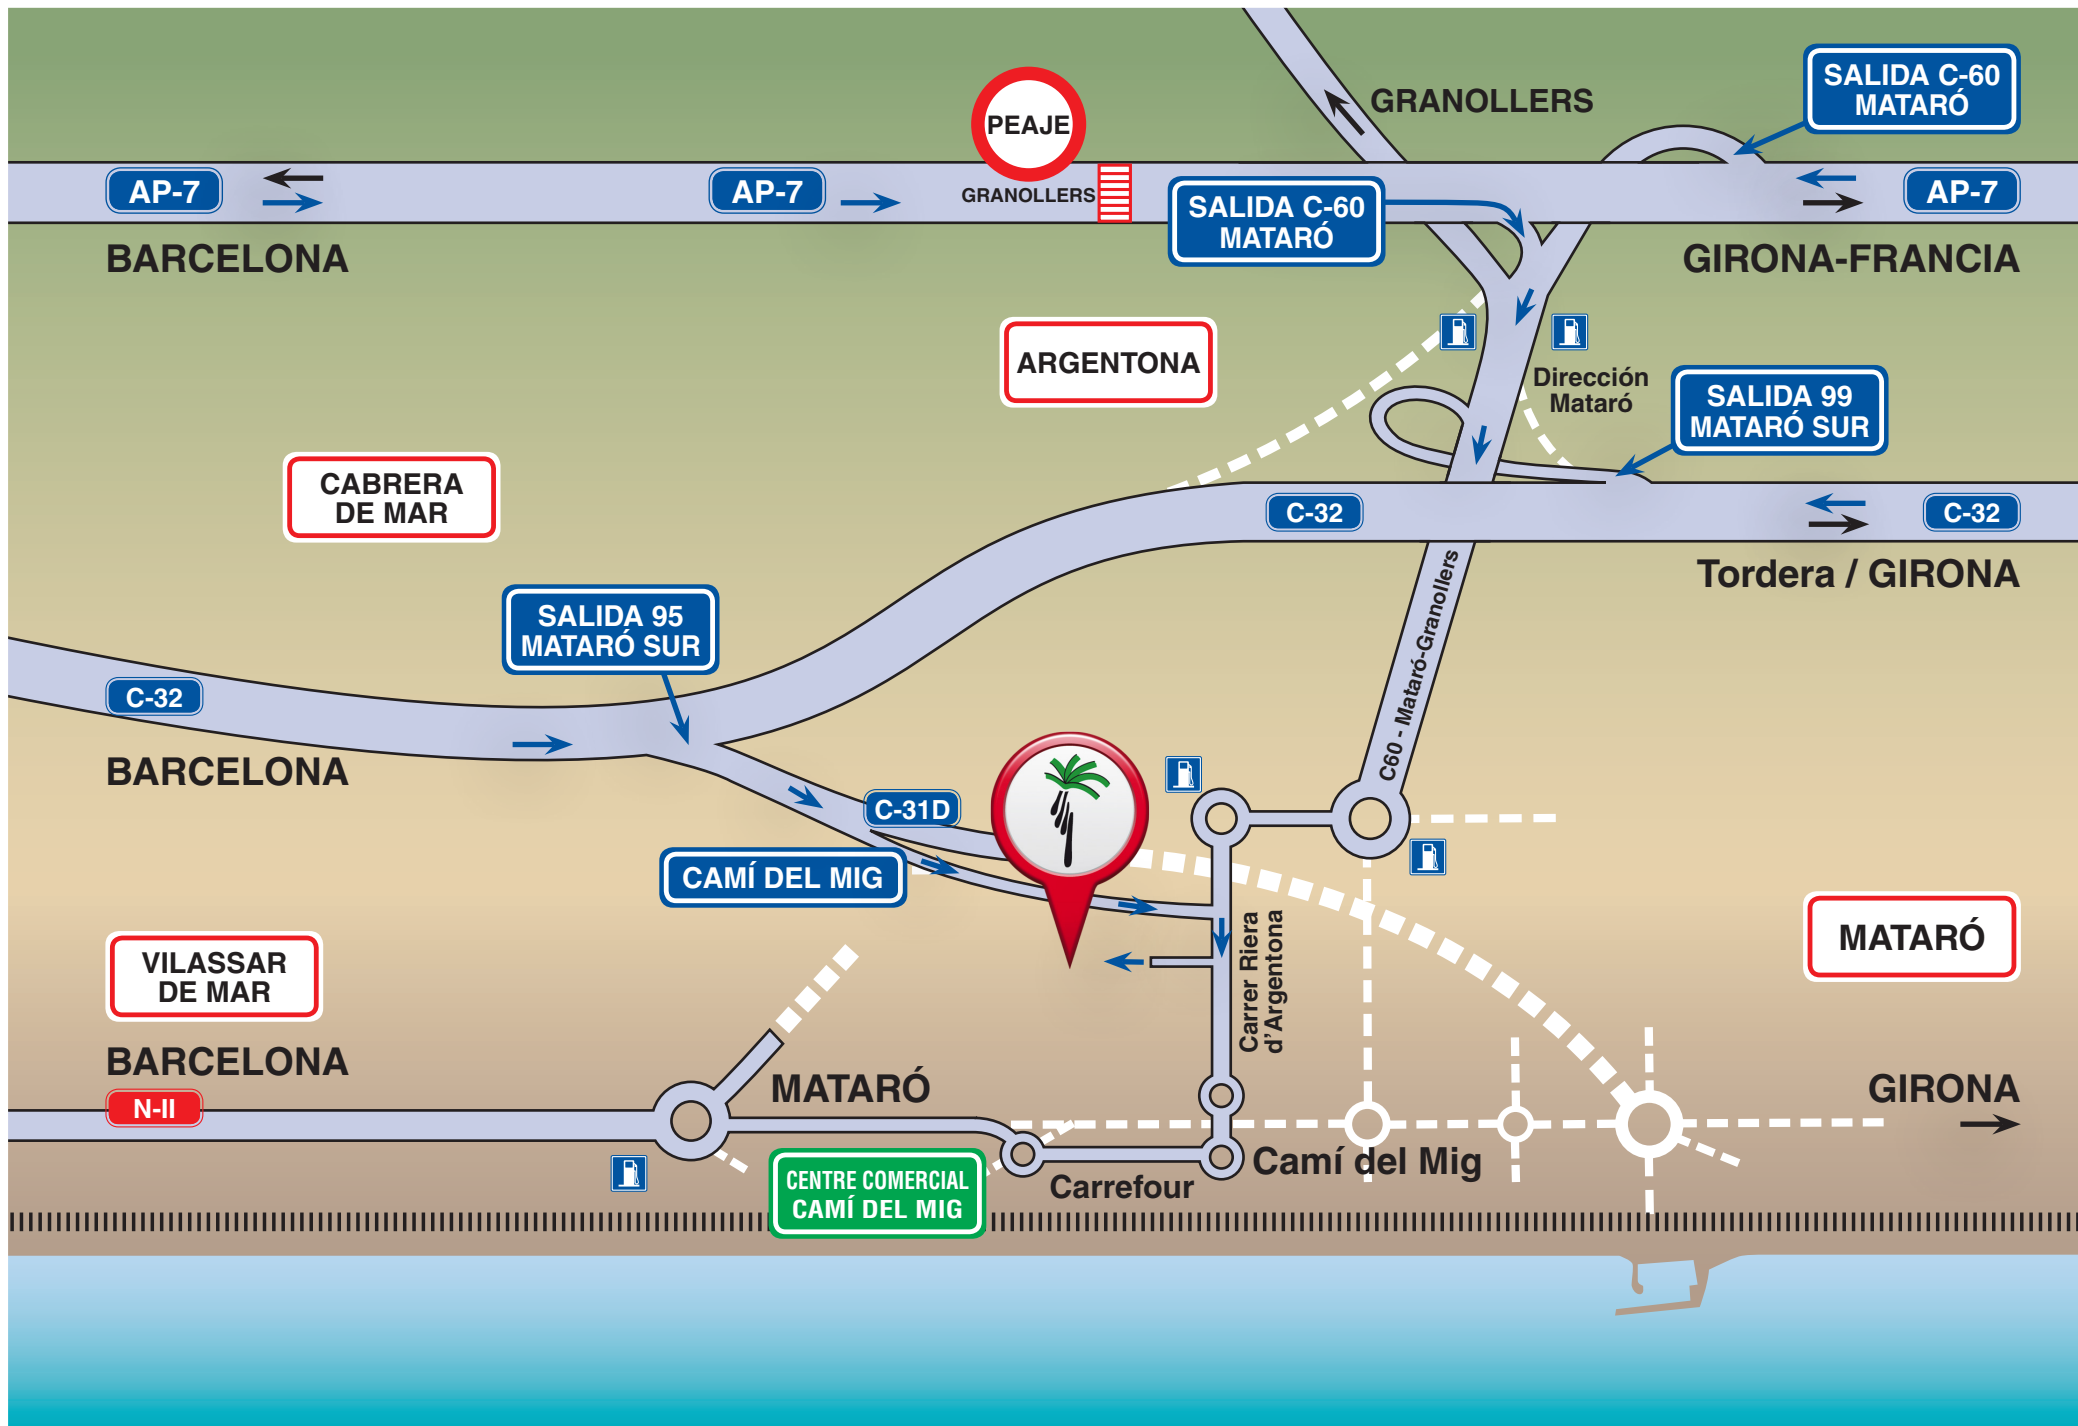 SALIDA C-60
MATARÓ
GRANOLLERS
PEAJE
GRANOLLERS
AP-7
AP-7
AP-7
SALIDA C-60
MATARÓ
BARCELONA
GIRONA-FRANCIA
ARGENTONA
Dirección
Mataró
SALIDA 99
MATARÓ SUR
CABRERA
DE MAR
C-32
C-32
Tordera / GIRONA
SALIDA 95
MATARÓ SUR
C60 - Mataró-Granollers
C-32
BARCELONA
C-31D
CAMÍ DEL MIG
Carrer Riera
d'Argentona
MATARÓ
VILASSAR
DE MAR
BARCELONA
N-II
MATARÓ
GIRONA
Camí del Mig
Carrefour
CENTRE COMERCIAL
CAMÍ DEL MIG